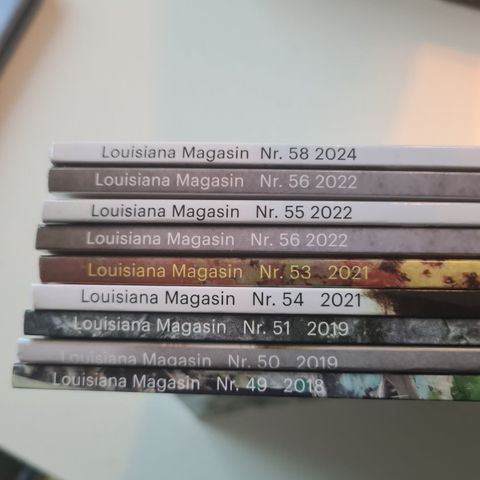 Louisiana Magasin Nr. 58 2024
Louisiana Magasin Nr. 56 2022
Louisiana Magasin Nr. 55 2022
Louisiana Magasin Nr. 56 2022
Louisiana Magasin Nr. 53 2021
Louisiana Magasin Nr. 54 2021
Louisiana Magasin Nr. 51 2019
Louisiana Magasin Nr. 50 2019
Louisiana Magasin Nr. 49 2018